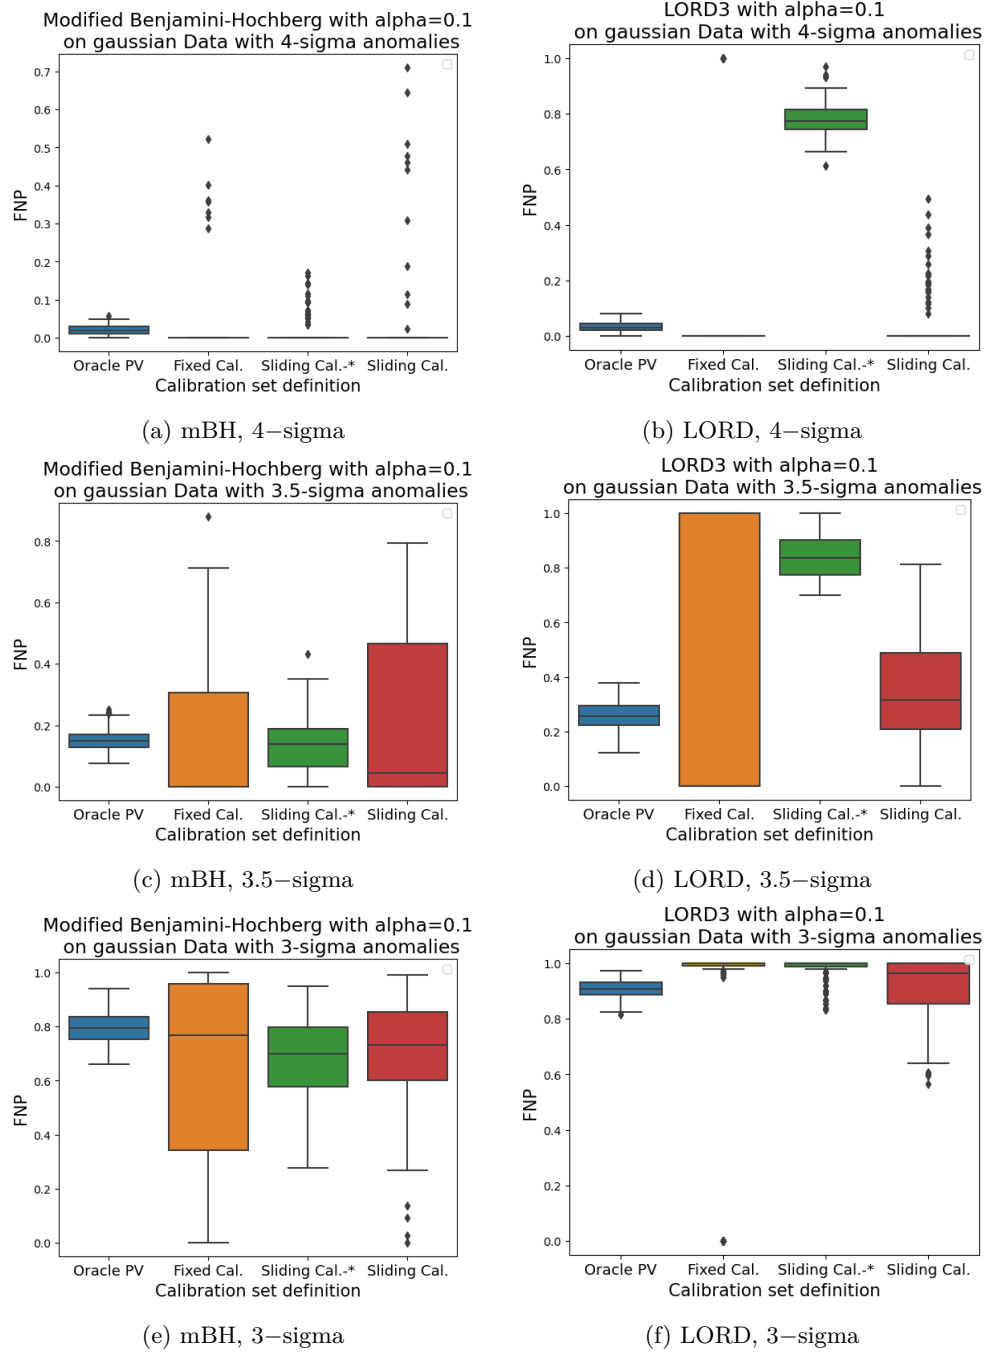 Modified Benjamini-Hochberg with alpha=0.1
on gaussian Data with 4-sigma anomalies
FNP
0.7
0.6
0.5
0.4
0.3
0.2
0.1
0.0
Oracle PV Fixed Cal. Sliding Cal.-* Sliding Cal.
Calibration set definition
(a) mBH, 4−sigma
LORD3 with alpha=0.1
on gaussian Data with 4-sigma anomalies
FNP
1.0
0.8
0.6
0.4
0.2
0.0
Oracle PV Fixed Cal. Sliding Cal.-* Sliding Cal.
Calibration set definition
(b) LORD, 4−sigma
Modified Benjamini-Hochberg with alpha=0.1
on gaussian Data with 3.5-sigma anomalies
FNP
0.8
0.6
0.4
0.2
0.0
Oracle PV Fixed Cal. Sliding Cal.-* Sliding Cal.
Calibration set definition
(c) mBH, 3.5−sigma
LORD3 with alpha=0.1
on gaussian Data with 3.5-sigma anomalies
FNP
1.0
0.8
0.6
0.4
0.2
0.0
Oracle PV Fixed Cal. Sliding Cal.-* Sliding Cal.
Calibration set definition
(d) LORD, 3.5−sigma
Modified Benjamini-Hochberg with alpha=0.1
on gaussian Data with 3-sigma anomalies
FNP
1.0
0.8
0.6
0.4
0.2
0.0
Oracle PV Fixed Cal. Sliding Cal.-* Sliding Cal.
Calibration set definition
(e) mBH, 3−sigma
LORD3 with alpha=0.1
on gaussian Data with 3-sigma anomalies
FNP
1.0
0.8
0.6
0.4
0.2
0.0
Oracle PV Fixed Cal. Sliding Cal.-* Sliding Cal.
Calibration set definition
(f) LORD, 3−sigma